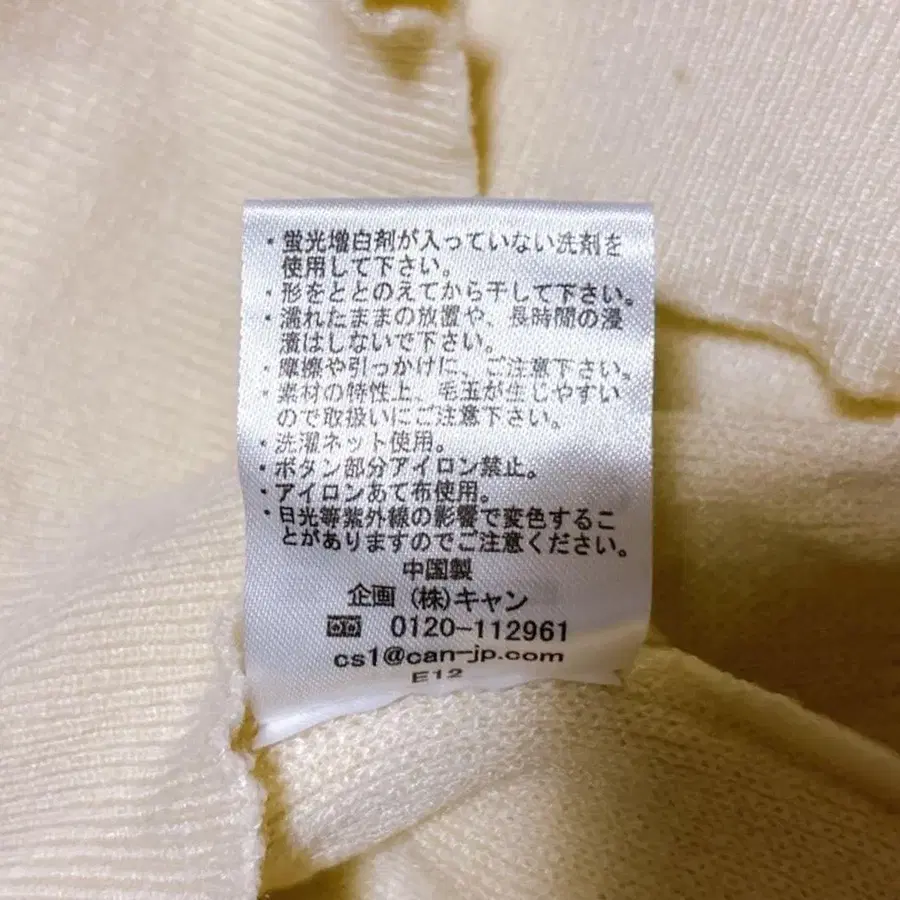 ・蛍光増白剤が入っていない洗剤を
使用して下さい。
・形をととのえてから干して下さい。
・濡れたままの放置や、長時間の浸
漬はしないで下さい。
・摩擦や引っかけに、ご注意下さい。
・素材の特性上、毛玉が生じやすい
ので取扱いにご注意下さい。
・洗濯ネット使用。
・ボタン部分アイロン禁止。
・アイロンあて布使用。
・日光等紫外線の影響で変色するこ
とがありますのでご注意ください。
中国製
企画 (株)キャン
0120-112961
cs1@can-jp.com
E12